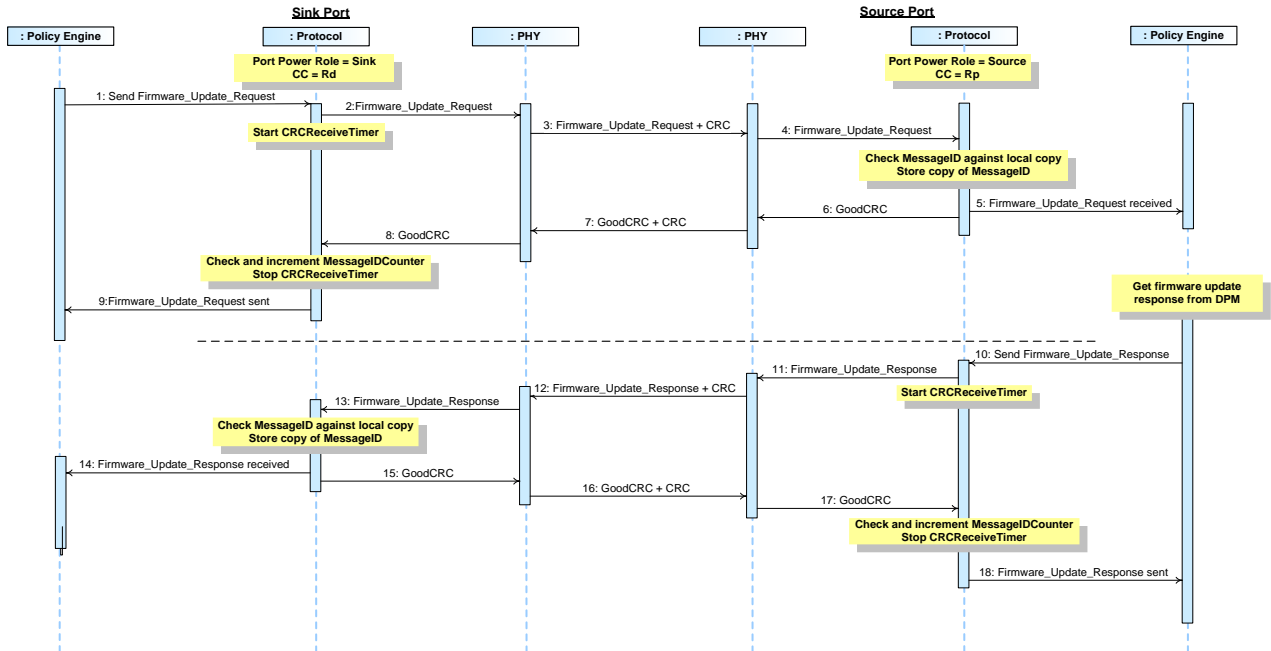 Sink Port
Source Port
: Policy Engine
: Protocol
: PHY
: PHY
: Protocol
: Policy Engine
Port Power Role = Sink
CC = Rd
Port Power Role = Source
CC = Rp
1: Send Firmware_Update_Request
2:Firmware_Update_Request
Start CRCReceiveTimer
3: Firmware_Update_Request + CRC
4: Firmware_Update_Request
Check MessageID against local copy
Store copy of MessageID
5: Firmware_Update_Request received
6: GoodCRC
7: GoodCRC + CRC
8: GoodCRC
Check and increment MessageIDCounter
Stop CRCReceiveTimer
9:Firmware_Update_Request sent
Get firmware update
response from DPM
10: Send Firmware_Update_Response
11: Firmware_Update_Response
Start CRCReceiveTimer
12: Firmware_Update_Response + CRC
13: Firmware_Update_Response
Check MessageID against local copy
Store copy of MessageID
14: Firmware_Update_Response received
15: GoodCRC
16: GoodCRC + CRC
17: GoodCRC
Check and increment MessageIDCounter
Stop CRCReceiveTimer
18: Firmware_Update_Response sent